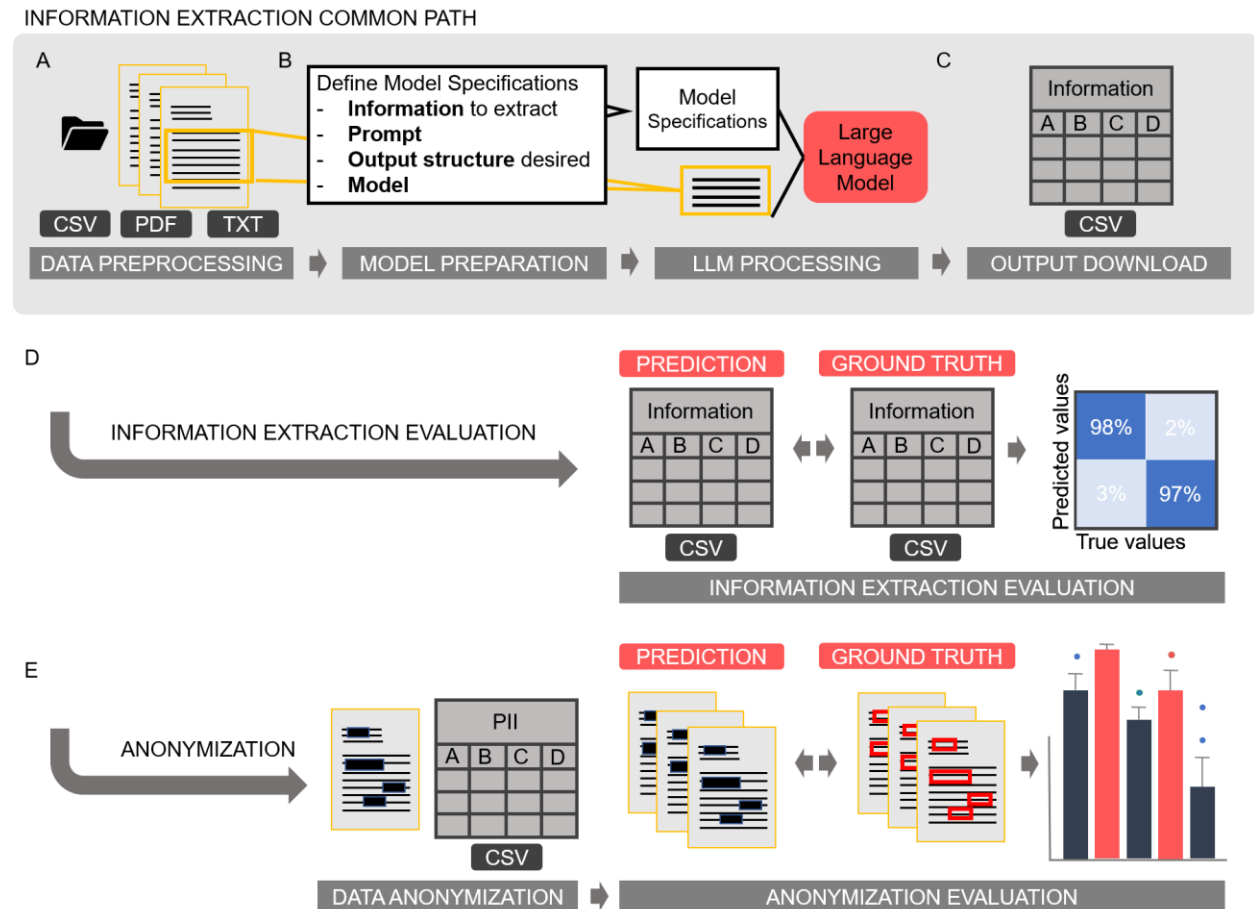 INFORMATION EXTRACTION COMMON PATH
A
B
C
Define Model Specifications
- Information to extract
- Prompt
- Output structure desired
- Model
Model
Specifications
Large
Language
Model
Information
A B C D
CSV PDF TXT
CSV
DATA PREPROCESSING
MODEL PREPARATION
LLM PROCESSING
OUTPUT DOWNLOAD
D
INFORMATION EXTRACTION EVALUATION
PREDICTION
GROUND TRUTH
Information
A B C D
CSV
Information
A B C D
CSV
Predicted values
98% 2%
3% 97%
True values
INFORMATION EXTRACTION EVALUATION
E
ANONYMIZATION
PII
A B C D
CSV
PREDICTION
GROUND TRUTH
DATA ANONYMIZATION
ANONYMIZATION EVALUATION